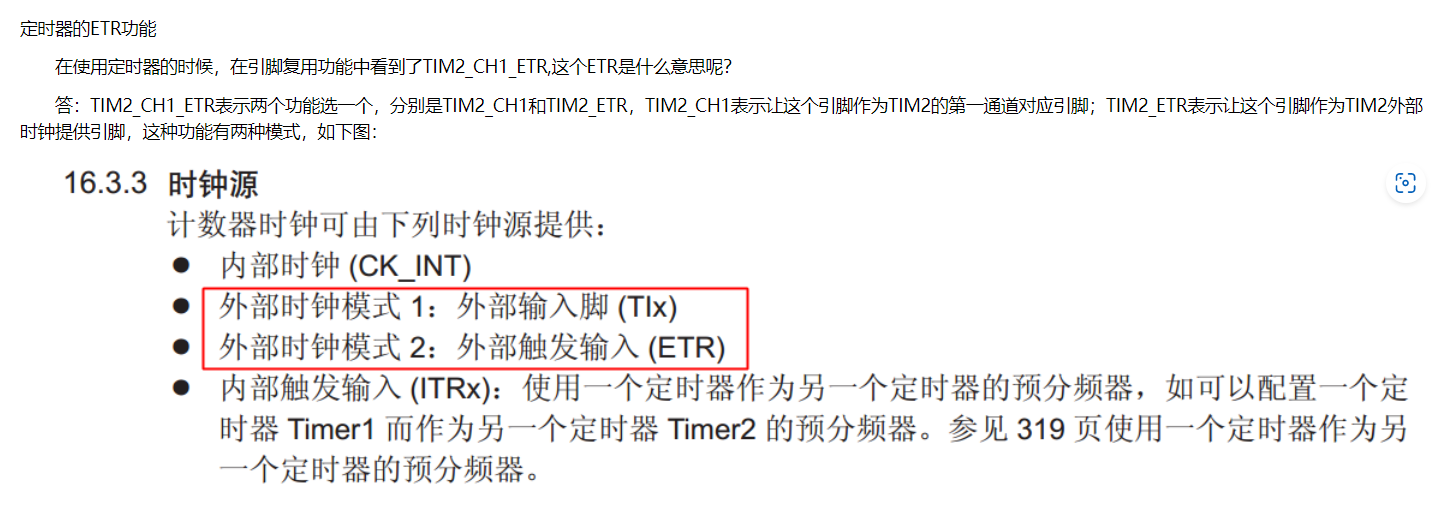 定时器的ETR功能
在使用定时器的时候，在引脚复用功能中看到了TIM2_CH1_ETR,这个ETR是什么意思呢？
答：TIM2_CH1_ETR表示两个功能选一个，分别是TIM2_CH1和TIM2_ETR，TIM2_CH1表示让这个引脚作为TIM2的第一通道对应引脚；TIM2_ETR表示让这个引脚作为TIM2外部
时钟提供引脚，这种功能有两种模式，如下图：
16.3.3 时钟源
计数器时钟可由下列时钟源提供：
● 内部时钟 (CK_INT)
● 外部时钟模式 1：外部输入脚 (TIx)
● 外部时钟模式 2：外部触发输入 (ETR)
● 内部触发输入 (ITRx)：使用一个定时器作为另一个定时器的预分频器，如可以配置一个定
时器 Timer1 而作为另一个定时器 Timer2 的预分频器。参见 319 页使用一个定时器作为另
一个定时器的预分频器。